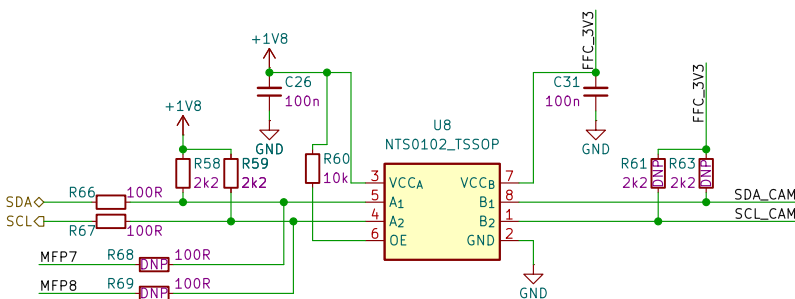 FFC_3V3
+1V8
C26
100n
GND
C31
100n
GND
FFC_3V3
+1V8
U8
NTS0102_TSSOP
R58
2k2
R59
2k2
R60
10k
3 VCCA
VCCB 7
5 A1
B1 8
4 A2
B2 1
6 OE
GND 2
R61
DNP
2k2
R63
DNP
2k2
SDA
R66
100R
SDA_CAM
SCL
R67
100R
SCL_CAM
MFP7
R68
DNP
100R
MFP8
R69
DNP
100R
GND